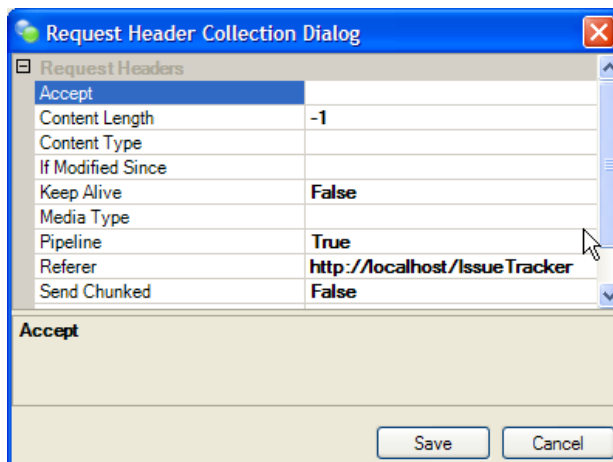 Request Header Collection Dialog
Request Headers
Accept
Content Length -1
Content Type
If Modified Since
Keep Alive False
Media Type
Pipeline True
Referer http://localhost/IssueTracker
Send Chunked False
Accept
Save Cancel